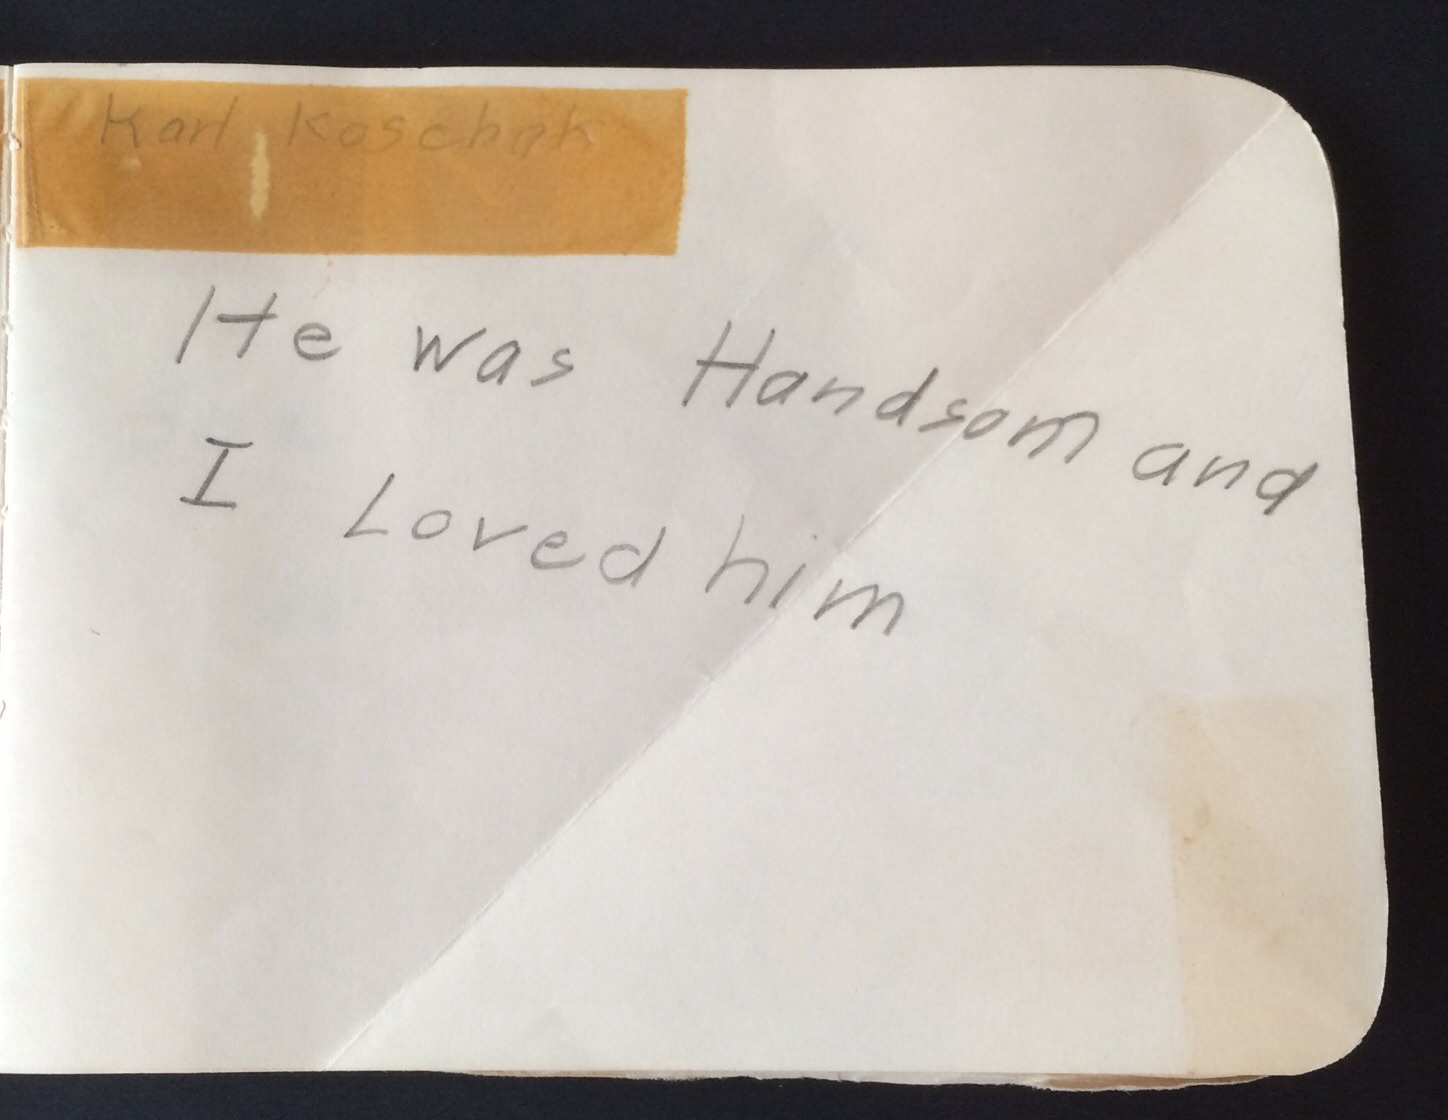 Karl Koschak
He was Handsom and
I Loved him